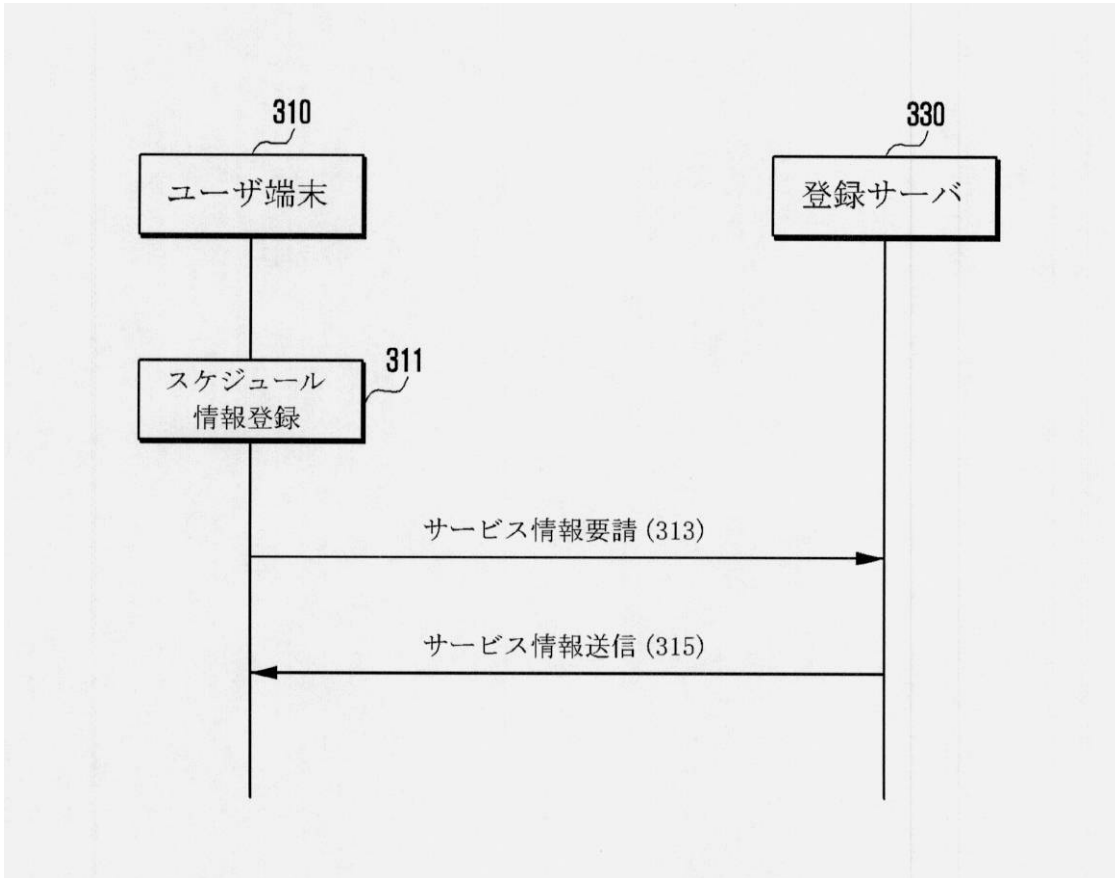 310
330
ユーザ端末
登録サーバ
311
スケジュール
情報登録
サービス情報要請 (313)
サービス情報送信 (315)